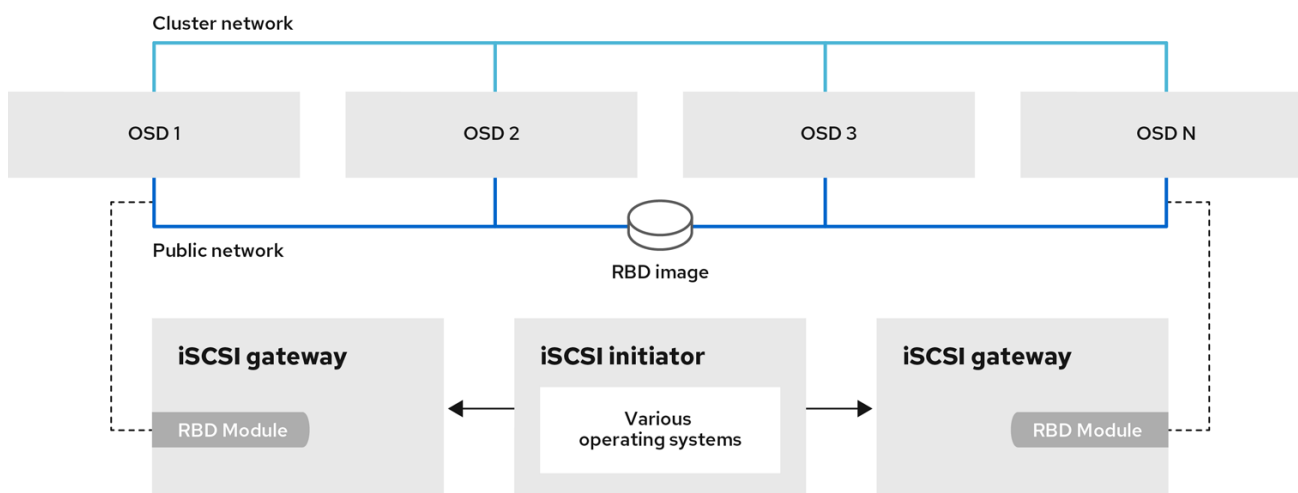 Cluster network
OSD 1
OSD 2
OSD 3
OSD N
Public network
RBD image
iSCSI gateway
RBD Module
iSCSI initiator
Various
operating systems
iSCSI gateway
RBD Module